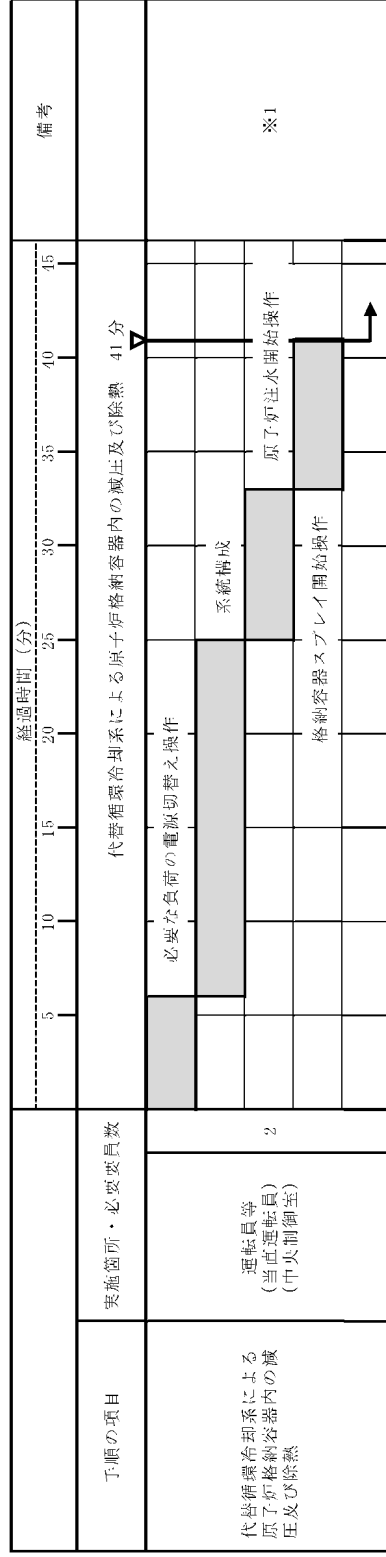 経過時間（分）
備考
5 10 15 20 25 30 35 40 45
手順の項目
実施箇所・必要要員数
代替循環冷却系による原子炉格納容器内の減圧及び除熱 41分
代替循環冷却系による
原子炉格納容器内の減
圧及び除熱
運転員等
(当直運転員)
(中央制御室)
2
必要な負荷の電源切替え操作
系統構成
原子炉注水開始操作
格納容器スプレイ開始操作
※1